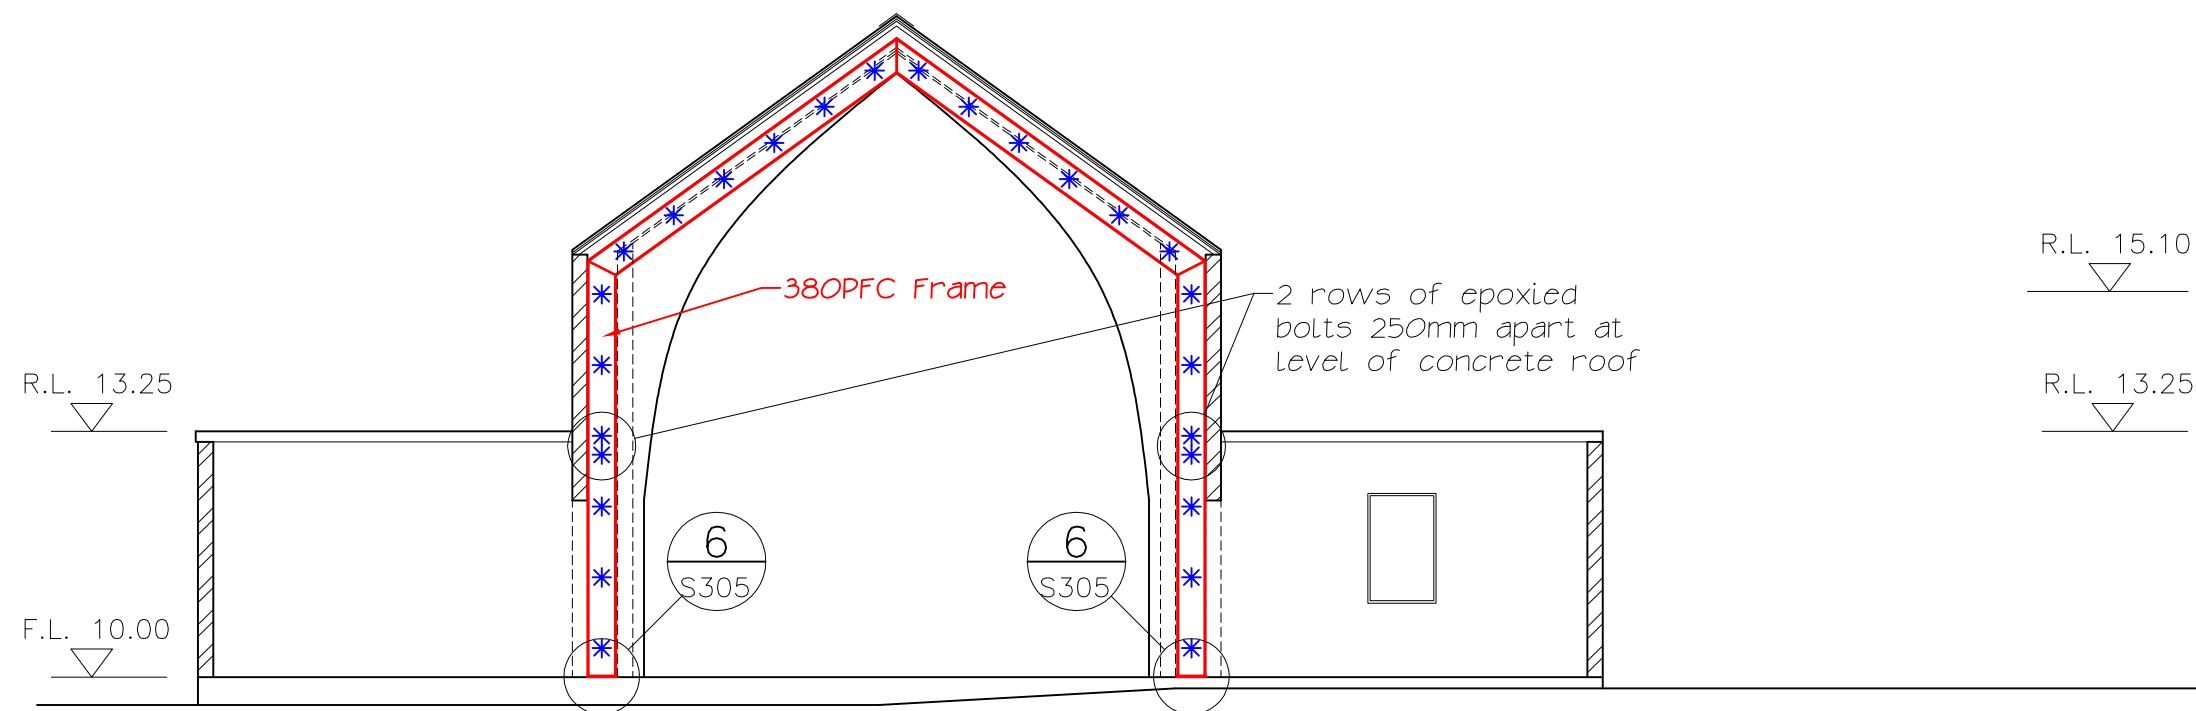 R.L. 15.10
380PFC Frame
2 rows of epoxied
bolts 250mm apart at
level of concrete roof
R.L. 13.25
R.L. 13.25
6
S305
6
S305
F.L. 10.00